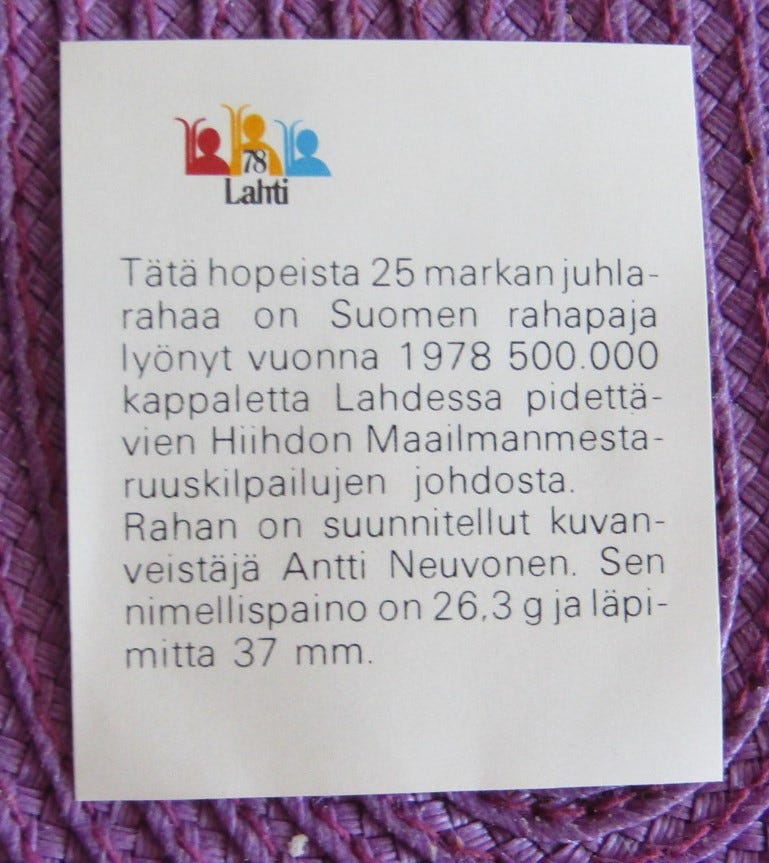 78
Lahti
Tätä hopeista 25 markan juhla-
rahaa on Suomen rahapaja
lyönyt vuonna 1978 500.000
kappaletta Lahdessa pidettä-
vien Hiihdon Maailmanmesta-
ruuskilpailujen johdosta.
Rahan on suunnitellut kuvan-
veistäjä Antti Neuvonen. Sen
nimellispaino on 26,3 g ja läpi-
mitta 37 mm.